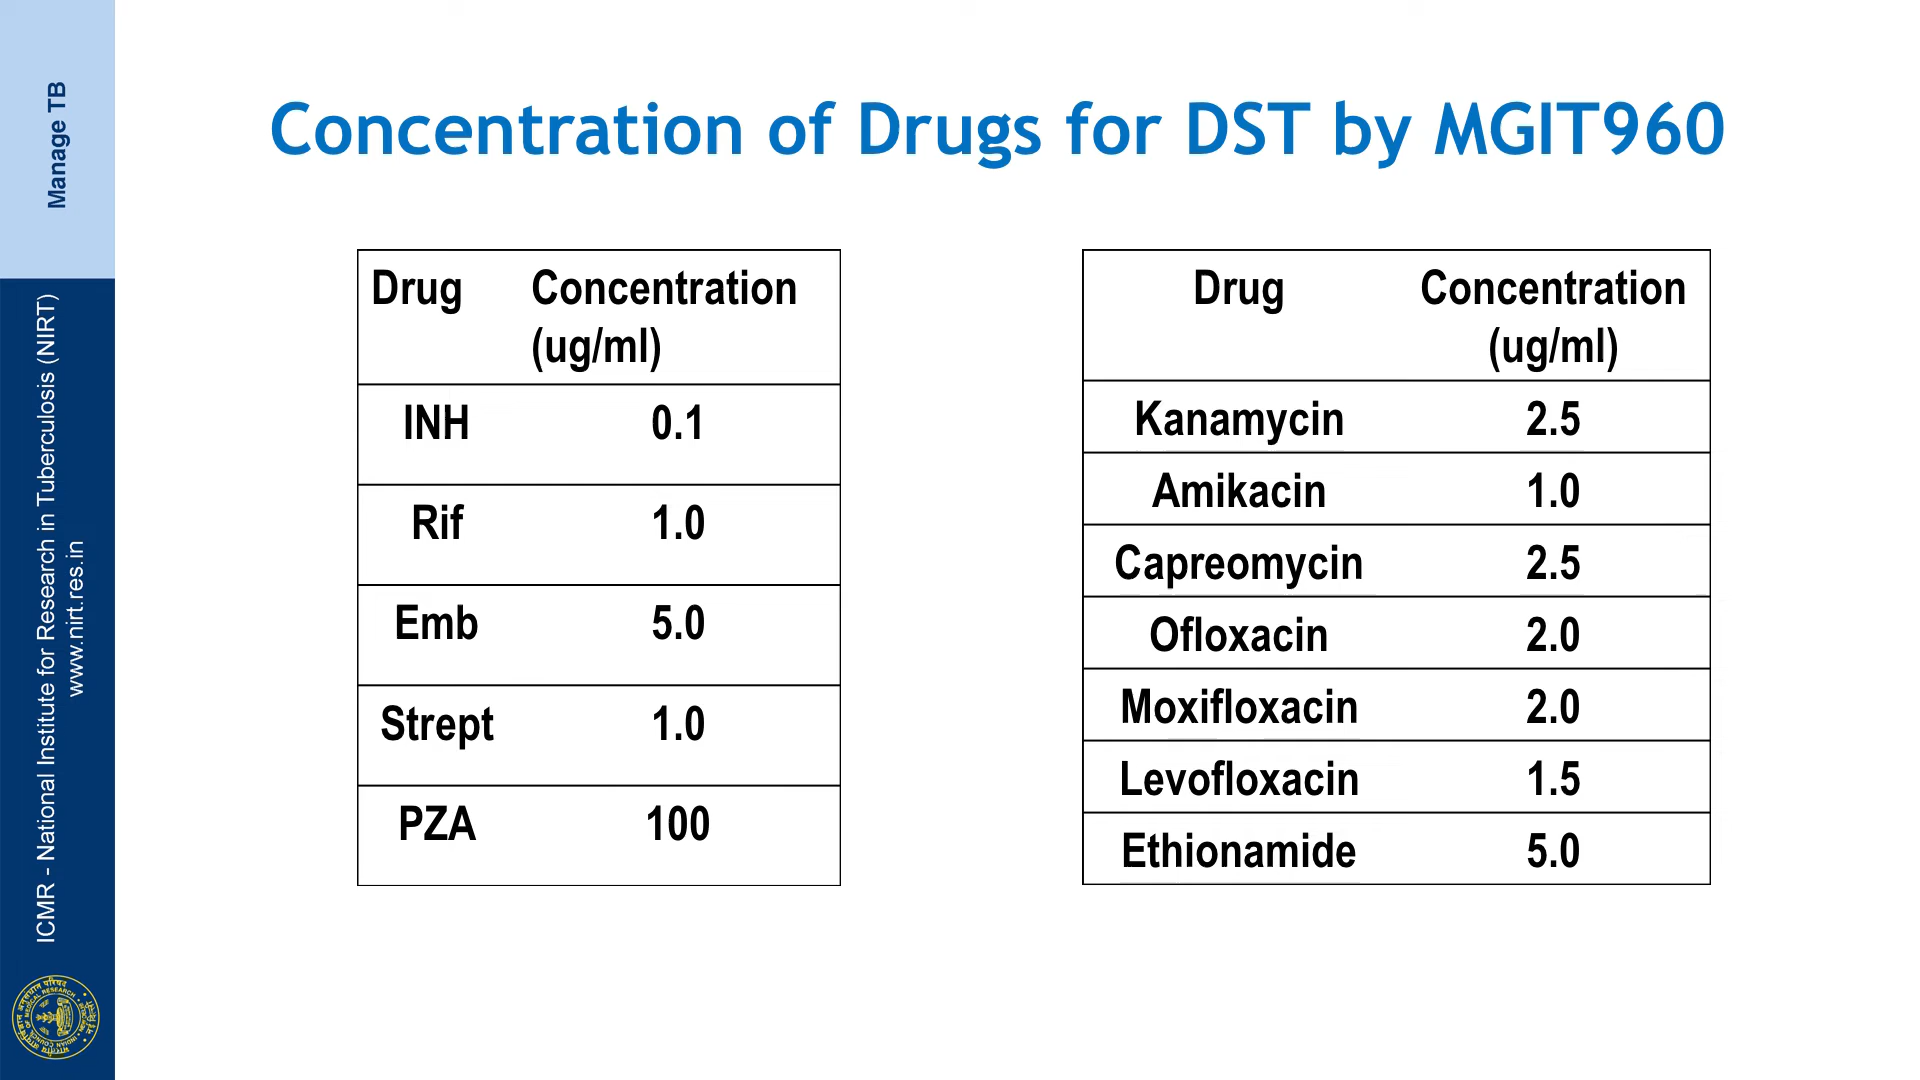 Manage TB
ICMR - National Institute for Research in Tuberculosis (NIRT)
www.nirt.res.in
Concentration of Drugs for DST by MGIT960
Drug Concentration
(ug/ml)
INH 0.1
Rif 1.0
Emb 5.0
Strept 1.0
PZA 100
Drug Concentration
(ug/ml)
Kanamycin 2.5
Amikacin 1.0
Capreomycin 2.5
Ofloxacin 2.0
Moxifloxacin 2.0
Levofloxacin 1.5
Ethionamide 5.0